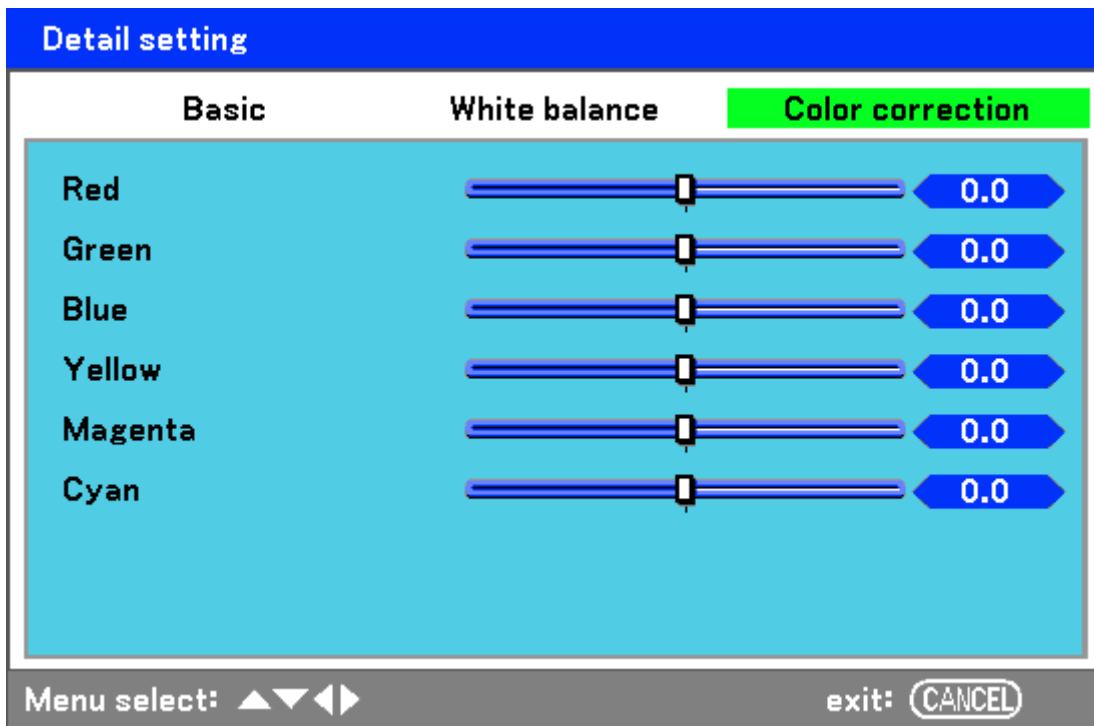 Detail setting
Basic White balance Color correction
Red 0.0
Green 0.0
Blue 0.0
Yellow 0.0
Magenta 0.0
Cyan 0.0
Menu select: ▲▼◀▶ exit: CANCEL